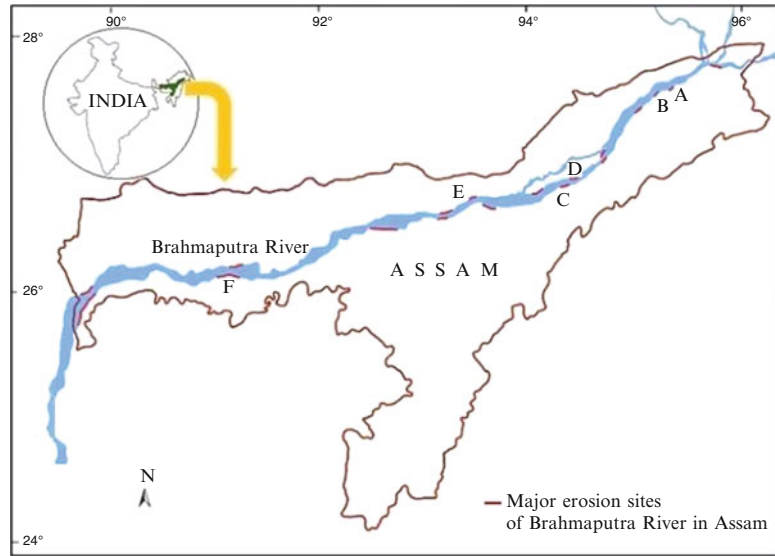 90° 92° 94° 96°
28°
INDIA
A
B
D
E
C
Brahmaputra River
A S S A M
F
26°
N
Major erosion sites
of Brahmaputra River in Assam
24°